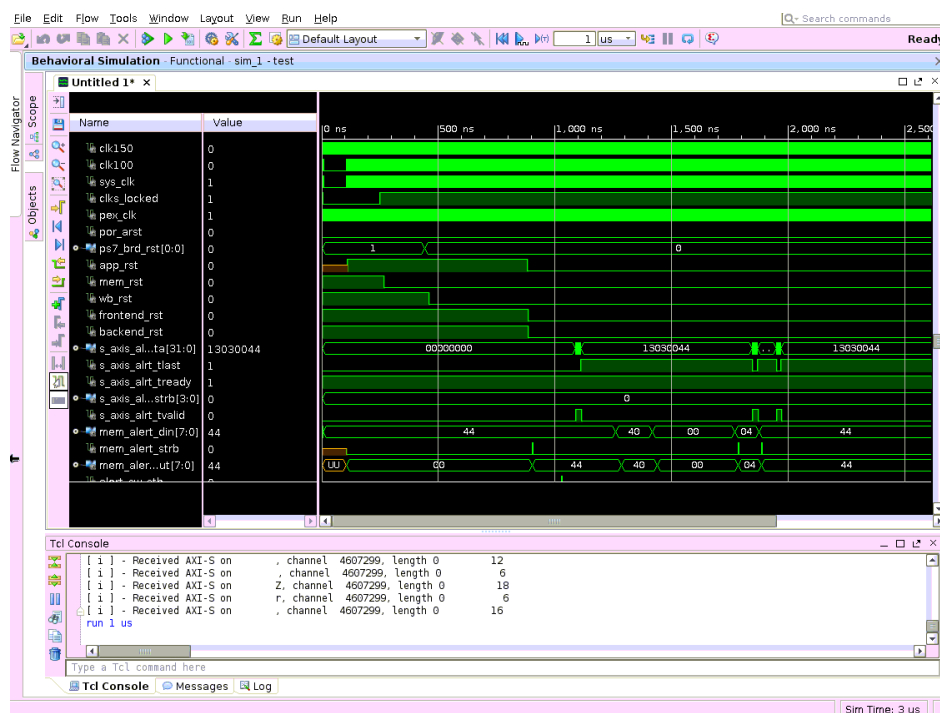 File Edit Flow Tools Window Layout View Run Help
Search commands
Default Layout
1 us
Ready
Behavioral Simulation - Functional - sim_1 - test
Flow Navigator
Scope
Objects
Untitled 1* ×
Name Value
0 ns 500 ns 1,000 ns 1,500 ns 2,000 ns 2,500
clk150 0
clk100 0
sys_clk 1
clks_locked 1
pex_clk 1
por_arst 0
ps7_brd_rst[0:0] 0 1 0
app_rst 0
mem_rst 0
wb_rst 0
frontend_rst 0
backend_rst 0
s_axis_al...ta[31:0] 13030044 00000000 13030044 .. 13030044
s_axis_alrt_tlast 1
s_axis_alrt_tready 1
s_axis_al...strb[3:0] 0 0
s_axis_alrt_tvalid 0
mem_alert_din[7:0] 44 44 40 00 04 44
mem_alert_strb 0
mem_aler...ut[7:0] 44 UU 00 44 40 00 04 44
Tcl Console
[ i ] - Received AXI-S on , channel 4607299, length 0 12
[ i ] - Received AXI-S on , channel 4607299, length 0 6
[ i ] - Received AXI-S on Z, channel 4607299, length 0 18
[ i ] - Received AXI-S on r, channel 4607299, length 0 6
[ i ] - Received AXI-S on , channel 4607299, length 0 16
run 1 us
Type a Tcl command here
Tcl Console Messages Log
Sim Time: 3 us